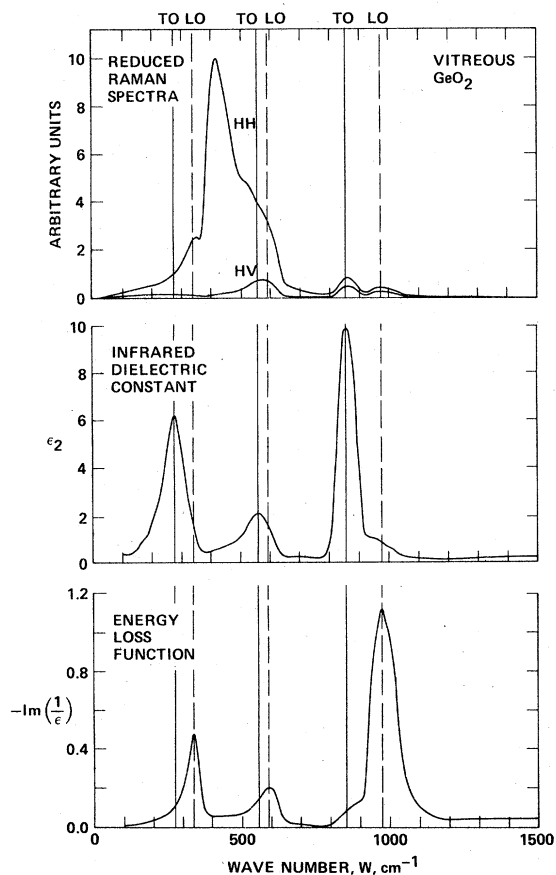 TO LO TO LO TO LO
REDUCED
RAMAN
SPECTRA
VITREOUS
GeO2
HH
HV
ARBITRARY UNITS
10
8
6
4
2
0
INFRARED
DIELECTRIC
CONSTANT
ϵ2
10
8
6
4
2
0
ENERGY
LOSS
FUNCTION
−Im(1/ϵ)
1.2
0.8
0.4
0.0
0 500 1000 1500
WAVE NUMBER, W, cm−1